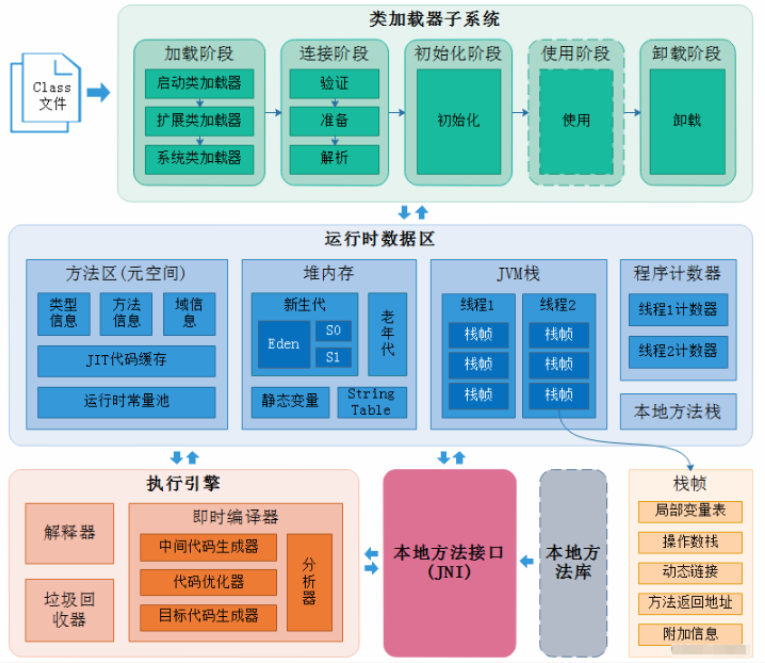 类加载器子系统
Class
文件
加载阶段
启动类加载器
扩展类加载器
系统类加载器
连接阶段
验证
准备
解析
初始化阶段
初始化
使用阶段
使用
卸载阶段
卸载
运行时数据区
方法区(元空间)
类型
信息
方法
信息
域信
息
JIT代码缓存
运行时常量池
堆内存
新生代
Eden
S0
S1
老
年
代
静态变量
String
Table
JVM栈
线程1
栈帧
栈帧
栈帧
线程2
栈帧
栈帧
栈帧
程序计数器
线程1计数器
线程2计数器
本地方法栈
执行引擎
解释器
垃圾回
收器
即时编译器
中间代码生成器
代码优化器
目标代码生成器
分
析
器
本地方法接口
(JNI)
本地方
法库
栈帧
局部变量表
操作数栈
动态链接
方法返回地址
附加信息